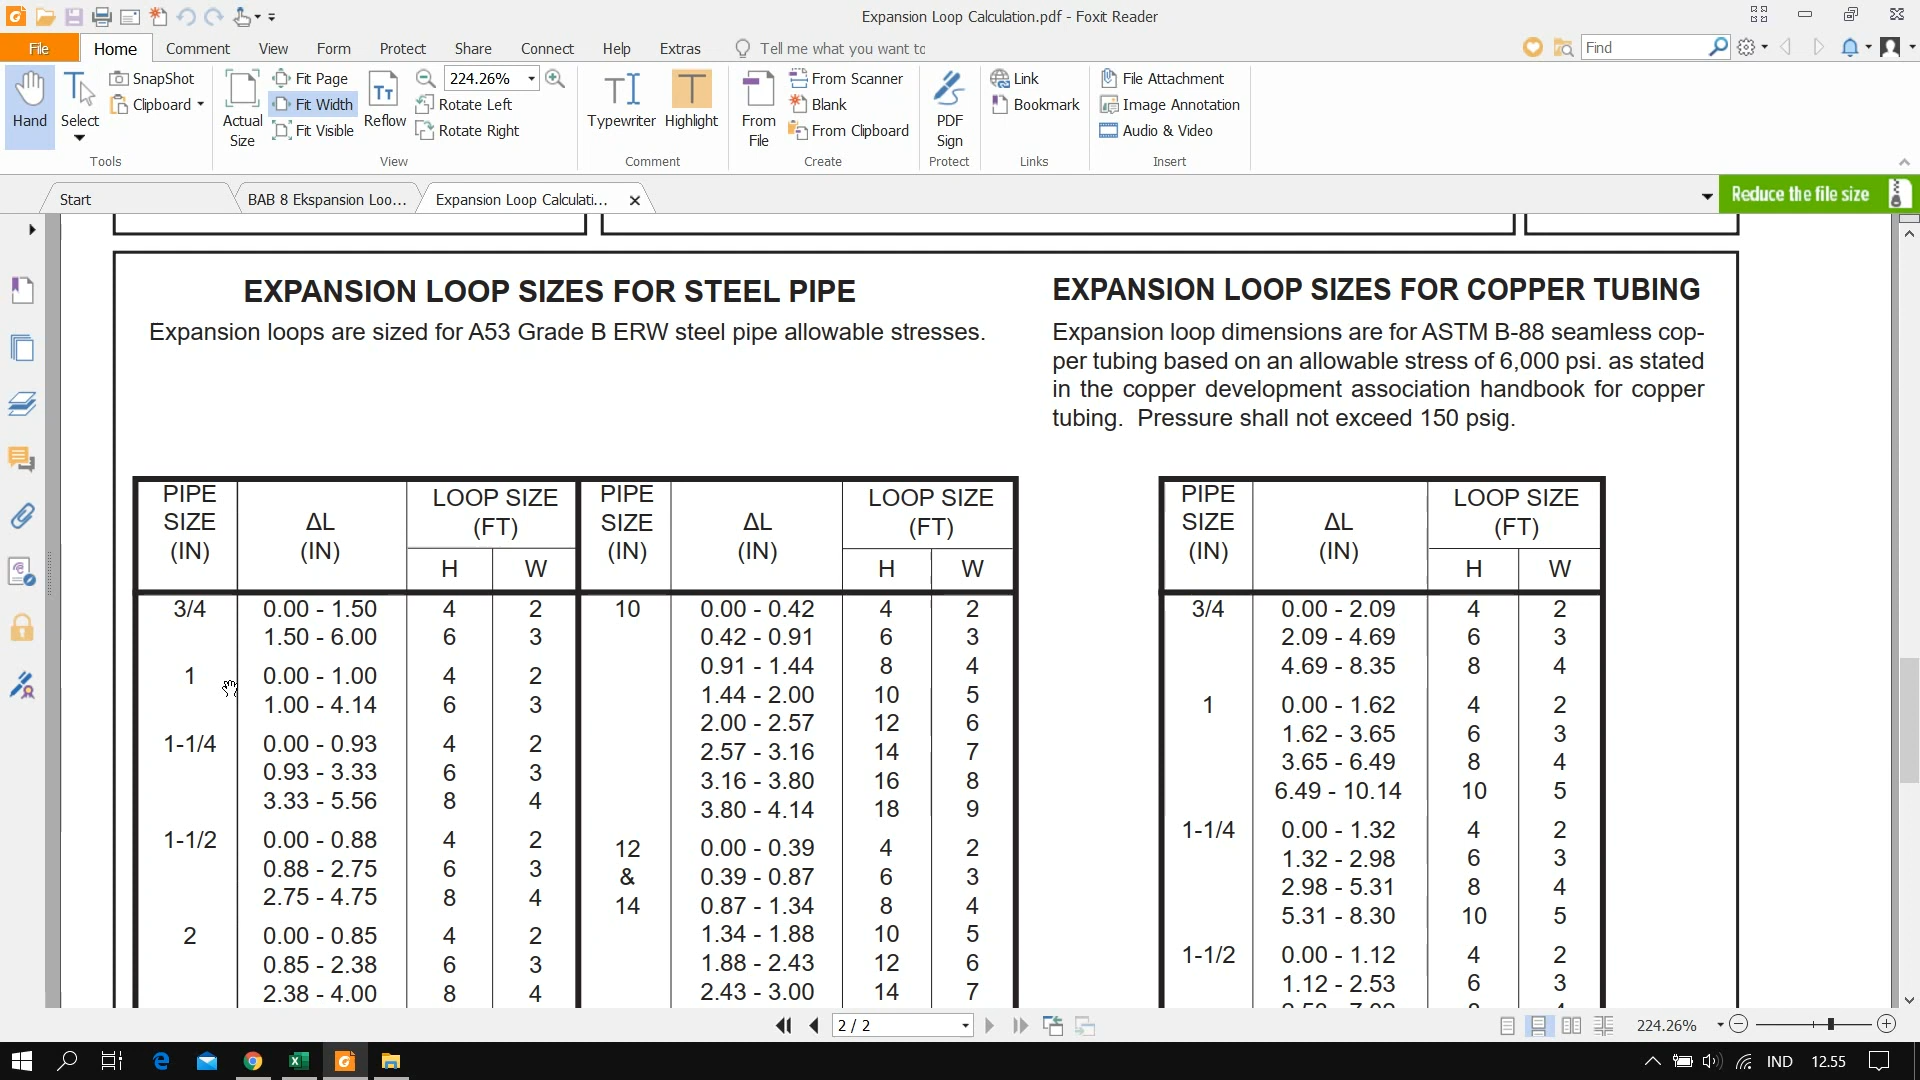 Expansion Loop Calculation.pdf - Foxit Reader
File Home Comment View Form Protect Share Connect Help Extras Tell me what you want to Find
Hand
Select
SnapShot
Clipboard
Tools
Actual
Size
Fit Page
Fit Width
Fit Visible
Reflow
224.26%
Rotate Left
Rotate Right
View
Typewriter
Highlight
Comment
From
File
From Scanner
Blank
From Clipboard
Create
PDF
Sign
Protect
Link
Bookmark
Links
File Attachment
Image Annotation
Audio & Video
Insert
Start BAB 8 Ekspansion Loo... Expansion Loop Calculati... Reduce the file size
EXPANSION LOOP SIZES FOR STEEL PIPE
Expansion loops are sized for A53 Grade B ERW steel pipe allowable stresses.
EXPANSION LOOP SIZES FOR COPPER TUBING
Expansion loop dimensions are for ASTM B-88 seamless cop-
per tubing based on an allowable stress of 6,000 psi. as stated
in the copper development association handbook for copper
tubing. Pressure shall not exceed 150 psig.
PIPE
SIZE
(IN)
ΔL
(IN)
LOOP SIZE
(FT)
H W
3/4 0.00 - 1.50 4 2
1.50 - 6.00 6 3
1 0.00 - 1.00 4 2
1.00 - 4.14 6 3
1-1/4 0.00 - 0.93 4 2
0.93 - 3.33 6 3
3.33 - 5.56 8 4
1-1/2 0.00 - 0.88 4 2
0.88 - 2.75 6 3
2.75 - 4.75 8 4
2 0.00 - 0.85 4 2
0.85 - 2.38 6 3
2.38 - 4.00 8 4
PIPE
SIZE
(IN)
ΔL
(IN)
LOOP SIZE
(FT)
H W
10 0.00 - 0.42 4 2
0.42 - 0.91 6 3
0.91 - 1.44 8 4
1.44 - 2.00 10 5
2.00 - 2.57 12 6
2.57 - 3.16 14 7
3.16 - 3.80 16 8
3.80 - 4.14 18 9
12 0.00 - 0.39 4 2
& 0.39 - 0.87 6 3
14 0.87 - 1.34 8 4
1.34 - 1.88 10 5
1.88 - 2.43 12 6
2.43 - 3.00 14 7
PIPE
SIZE
(IN)
ΔL
(IN)
LOOP SIZE
(FT)
H W
3/4 0.00 - 2.09 4 2
2.09 - 4.69 6 3
4.69 - 8.35 8 4
1 0.00 - 1.62 4 2
1.62 - 3.65 6 3
3.65 - 6.49 8 4
6.49 - 10.14 10 5
1-1/4 0.00 - 1.32 4 2
1.32 - 2.98 6 3
2.98 - 5.31 8 4
5.31 - 8.30 10 5
1-1/2 0.00 - 1.12 4 2
1.12 - 2.53 6 3
2 / 2
224.26%
IND 12.55